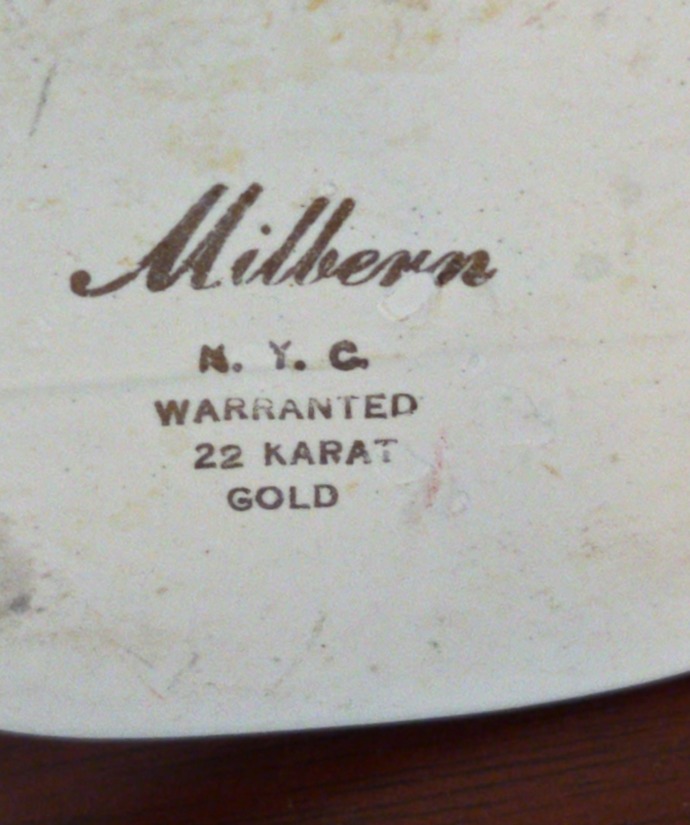 Milbern
N. Y. C.
WARRANTED
22 KARAT
GOLD